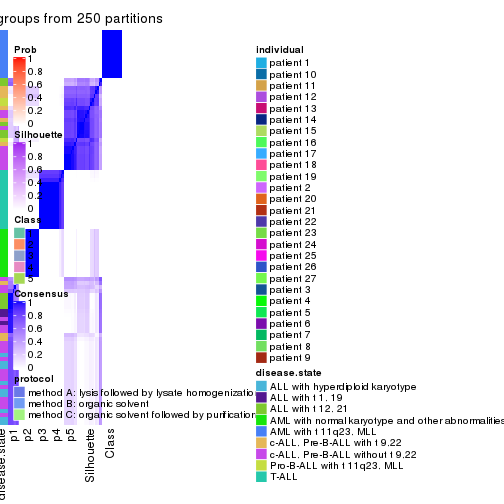 groups from 250 partitions
Prob
1
0.8
0.6
0.4
0.2
0
Silhouette
1
0.8
0.6
0.4
0.2
0
Class
1
2
3
4
5
Consensus
1
0.8
0.6
0.4
0.2
0
protocol
method A: lysis followed by lysate homogenizatio
method B: organic solvent
method C: organic solvent followed by purification
disease.state
p1
p2
p3
p4
p5
Silhouette
Class
individual
patient 1
patient 10
patient 11
patient 12
patient 13
patient 14
patient 15
patient 16
patient 17
patient 18
patient 19
patient 2
patient 20
patient 21
patient 22
patient 23
patient 24
patient 25
patient 26
patient 27
patient 3
patient 4
patient 5
patient 6
patient 7
patient 8
patient 9
disease.state
ALL with hyperdiploid karyotype
ALL with t 1. 19
ALL with t 12. 21
AML with normal karyotype and other abnormalities
AML with t 11q23. MLL
c-ALL. Pre-B-ALL with t 9.22
c-ALL. Pre-B-ALL without t 9.22
Pro-B-ALL with t 11q23. MLL
T-ALL